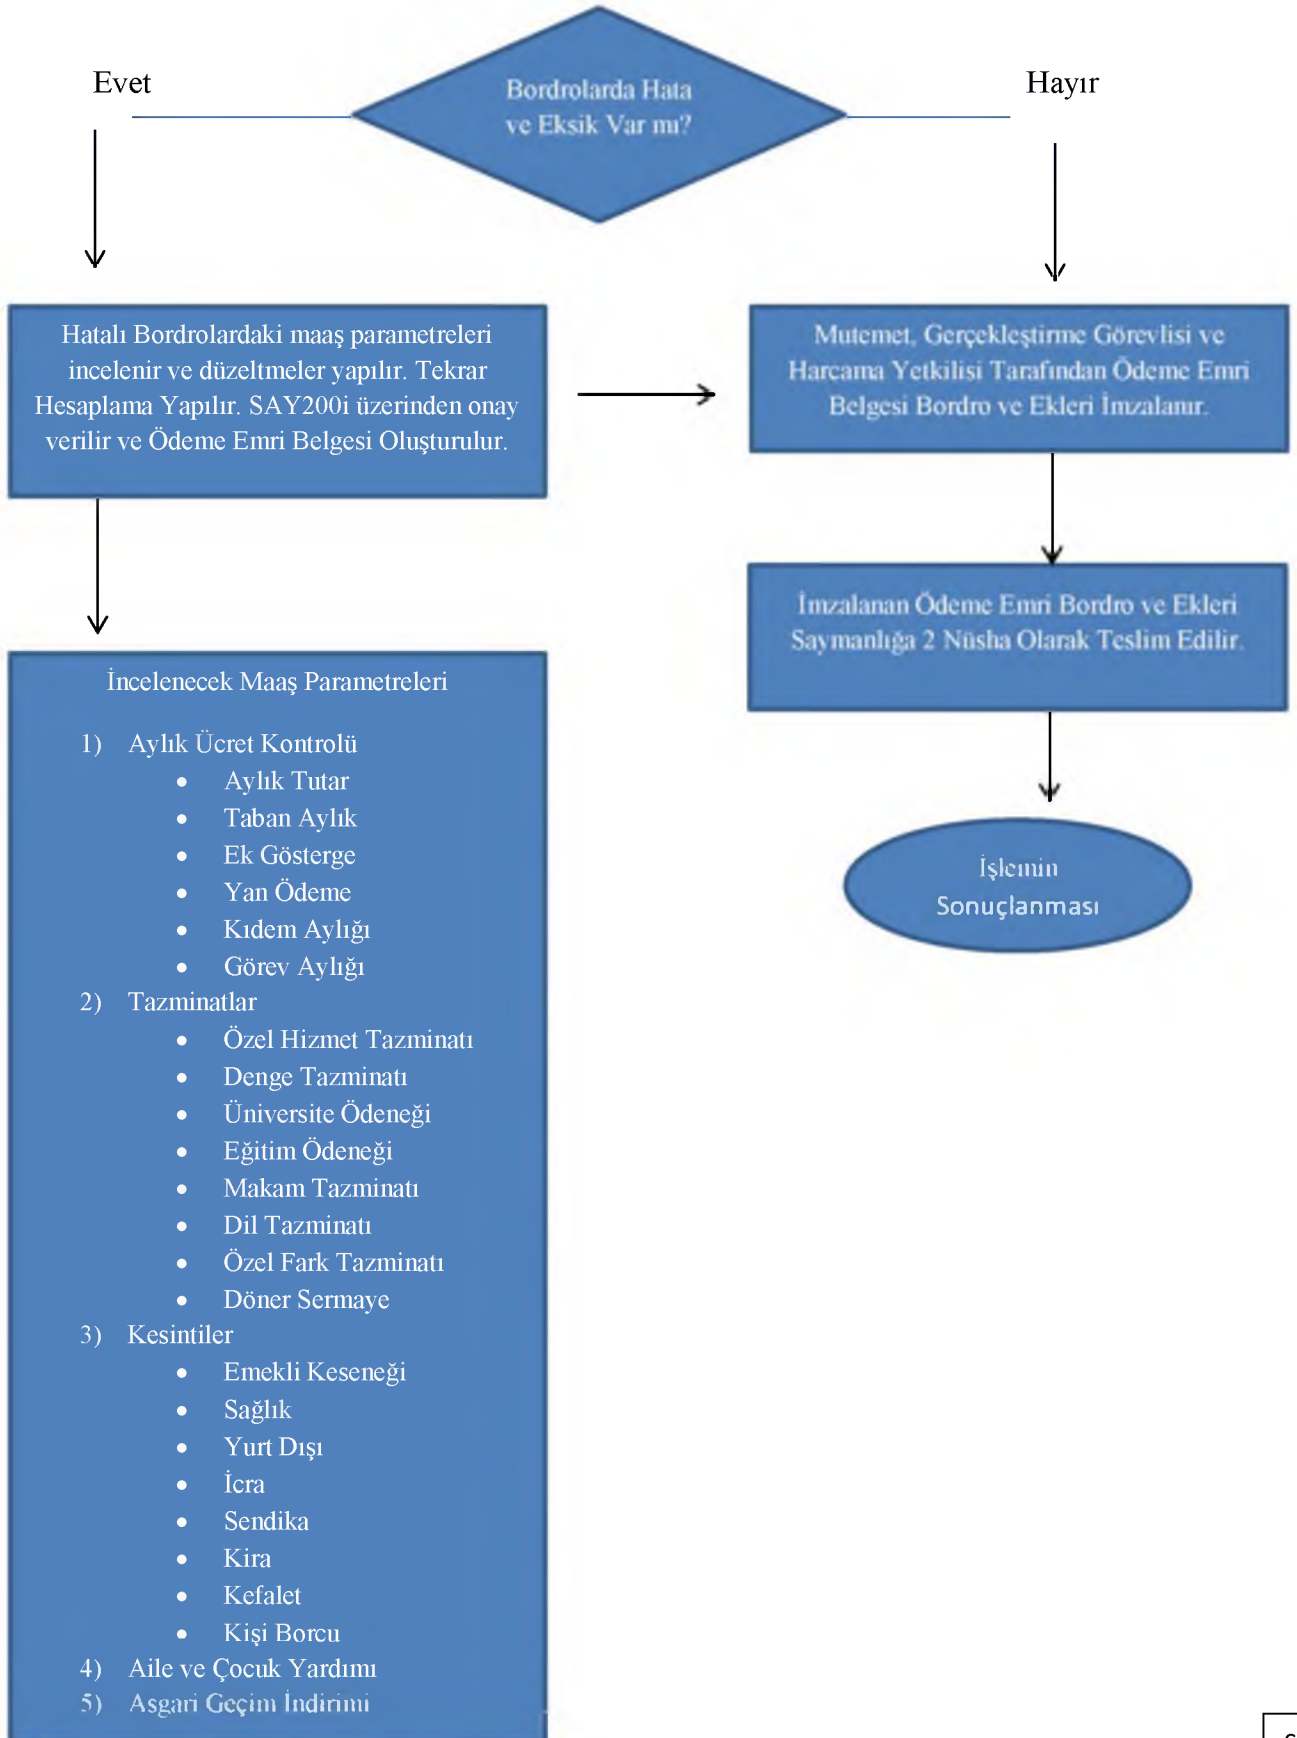 Evet
Bordrolarda Hata
ve Eksik Var mı?
Hayır
Hatalı Bordrolardaki maaş parametreleri
incelenir ve düzeltmeler yapılır. Tekrar
Hesaplama Yapılır. SAY200i üzerinden onay
verilir ve Ödeme Emri Belgesi Oluşturulur.
Mutemet, Gerçekleştirme Görevlisi ve
Harcama Yetkilisi Tarafından Ödeme Emri
Belgesi Bordro ve Ekleri İmzalanır.
İmzalanan Ödeme Emri Bordro ve Ekleri
Saymanlığa 2 Nüsha Olarak Teslim Edilir.
İşlemin
Sonuçlanması
İncelenecek Maaş Parametreleri
1) Aylık Ücret Kontrolü
• Aylık Tutar
• Taban Aylık
• Ek Gösterge
• Yan Ödeme
• Kıdem Aylığı
• Görev Aylığı
2) Tazminatlar
• Özel Hizmet Tazminatı
• Denge Tazminatı
• Üniversite Ödeneği
• Eğitim Ödeneği
• Makam Tazminatı
• Dil Tazminatı
• Özel Fark Tazminatı
• Döner Sermaye
3) Kesintiler
• Emekli Keseneği
• Sağlık
• Yurt Dışı
• İcra
• Sendika
• Kira
• Kefalet
• Kişi Borcu
4) Aile ve Çocuk Yardımı
5) Asgari Geçim İndirimi